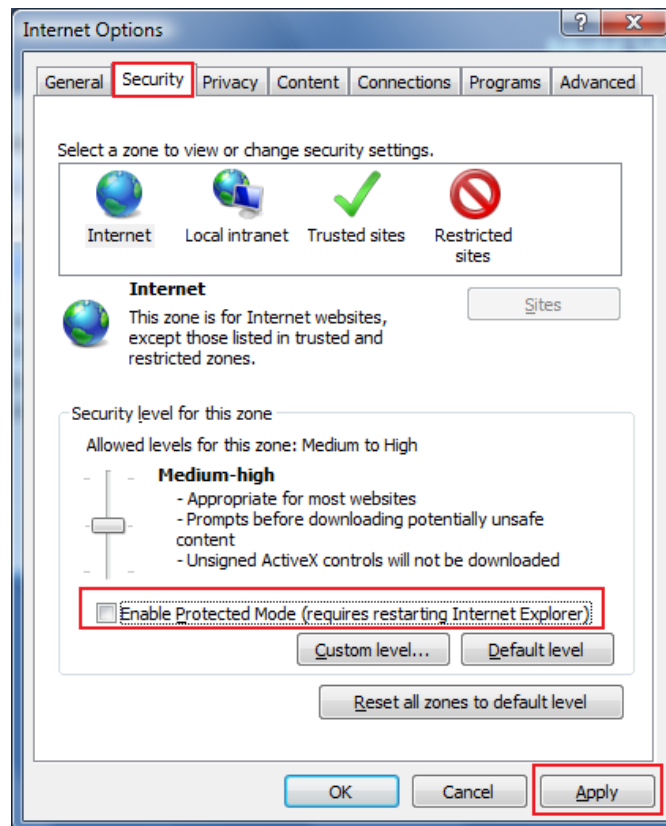 Internet Options
General Security Privacy Content Connections Programs Advanced
Select a zone to view or change security settings.
Internet Local intranet Trusted sites Restricted
sites
Internet
Sites
This zone is for Internet websites,
except those listed in trusted and
restricted zones.
Security level for this zone
Allowed levels for this zone: Medium to High
Medium-high
- Appropriate for most websites
- Prompts before downloading potentially unsafe
content
- Unsigned ActiveX controls will not be downloaded
Enable Protected Mode (requires restarting Internet Explorer)
Custom level... Default level
Reset all zones to default level
OK Cancel Apply